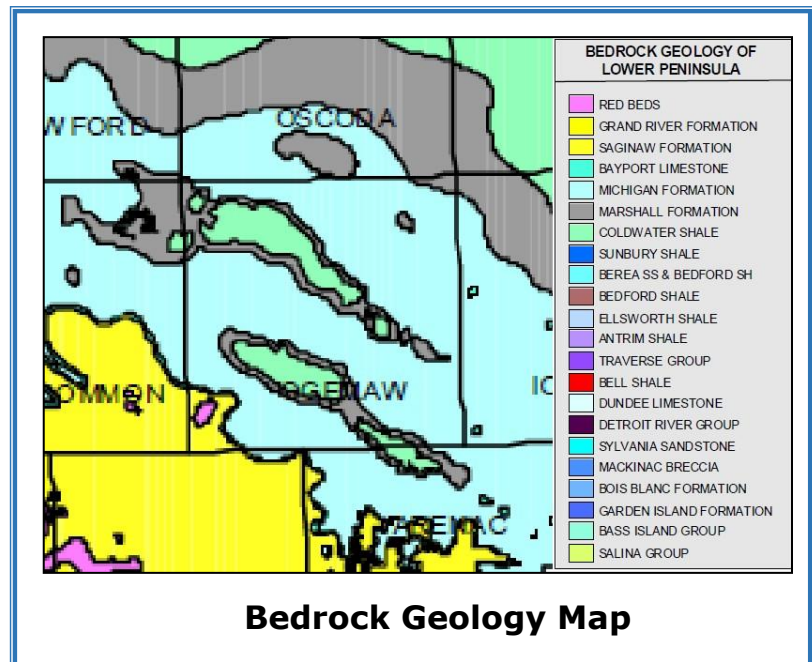 BEDROCK GEOLOGY OF
LOWER PENINSULA
W FORD
OSCODA
OMMON
OGEMAW
IO
ARENAC
RED BEDS
GRAND RIVER FORMATION
SAGINAW FORMATION
BAYPORT LIMESTONE
MICHIGAN FORMATION
MARSHALL FORMATION
COLDWATER SHALE
SUNBURY SHALE
BEREA SS & BEDFORD SH
BEDFORD SHALE
ELLSWORTH SHALE
ANTRIM SHALE
TRAVERSE GROUP
BELL SHALE
DUNDEE LIMESTONE
DETROIT RIVER GROUP
SYLVANIA SANDSTONE
MACKINAC BRECCIA
BOIS BLANC FORMATION
GARDEN ISLAND FORMATION
BASS ISLAND GROUP
SALINA GROUP
Bedrock Geology Map